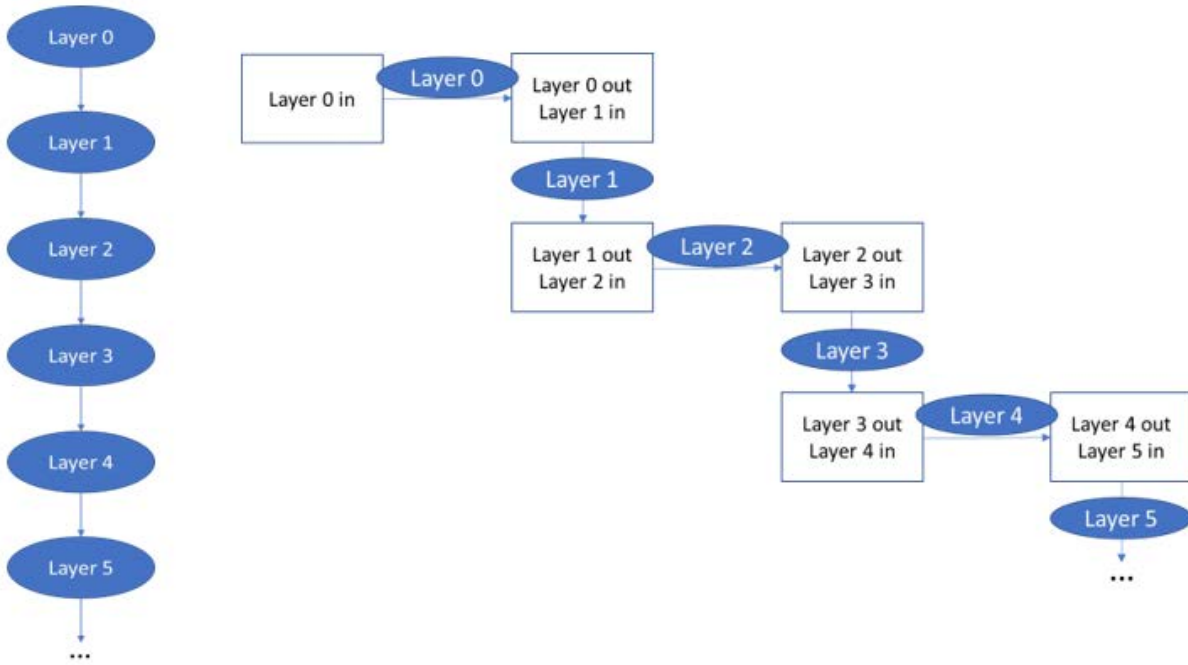 Layer 0
Layer 1
Layer 2
Layer 3
Layer 4
Layer 5
...
Layer 0 in
Layer 0
Layer 0 out
Layer 1 in
Layer 1
Layer 1 out
Layer 2 in
Layer 2
Layer 2 out
Layer 3 in
Layer 3
Layer 3 out
Layer 4 in
Layer 4
Layer 4 out
Layer 5 in
Layer 5
...